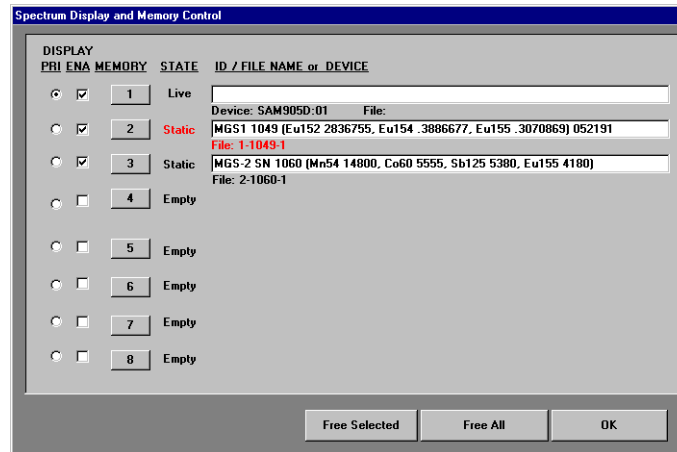 Spectrum Display and Memory Control
DISPLAY
PRI ENA MEMORY STATE ID / FILE NAME or DEVICE
1 Live
Device: SAM905D:01 File:
2 Static MGS1 1049 (Eu152 2836755, Eu154 .3886677, Eu155 .3070869) 052191
File: 1-1049-1
3 Static MGS-2 SN 1060 (Mn54 14800, Co60 5555, Sb125 5380, Eu155 4180)
File: 2-1060-1
4 Empty
5 Empty
6 Empty
7 Empty
8 Empty
Free Selected Free All OK